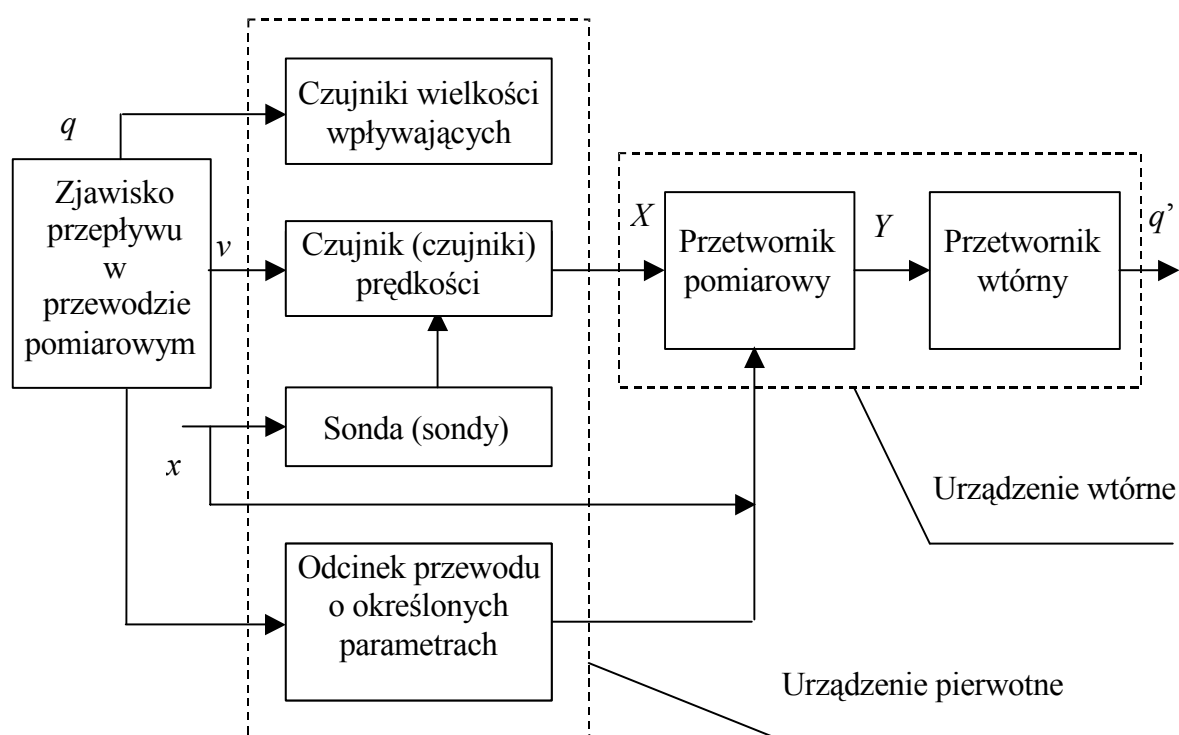 Czujniki wielkości
wpływających
q
Zjawisko
przepływu
w
przewodzie
pomiarowym
v
Czujnik (czujniki)
prędkości
X
Przetwornik
pomiarowy
Y
Przetwornik
wtórny
q’
Sonda (sondy)
x
Urządzenie wtórne
Odcinek przewodu
o określonych
parametrach
Urządzenie pierwotne